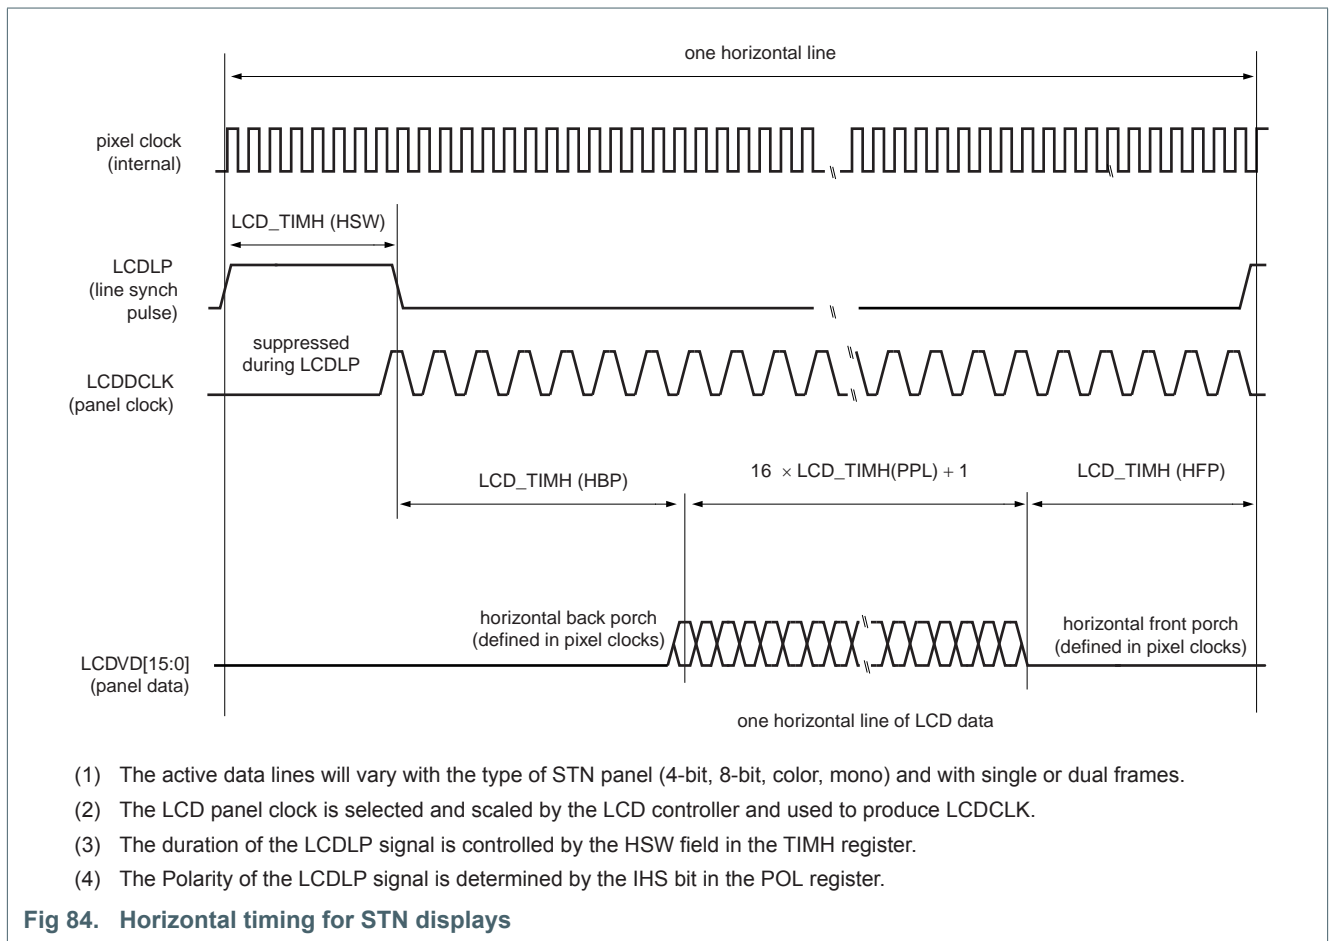 one horizontal line
pixel clock
(internal)
LCD_TIMH (HSW)
LCDLP
(line synch
pulse)
suppressed
during LCDLP
LCDDCLK
(panel clock)
LCD_TIMH (HBP)
16 × LCD_TIMH(PPL) + 1
LCD_TIMH (HFP)
horizontal back porch
(defined in pixel clocks)
horizontal front porch
(defined in pixel clocks)
LCDVD[15:0]
(panel data)
one horizontal line of LCD data
(1) The active data lines will vary with the type of STN panel (4-bit, 8-bit, color, mono) and with single or dual frames.
(2) The LCD panel clock is selected and scaled by the LCD controller and used to produce LCDCLK.
(3) The duration of the LCDLP signal is controlled by the HSW field in the TIMH register.
(4) The Polarity of the LCDLP signal is determined by the IHS bit in the POL register.
Fig 84. Horizontal timing for STN displays